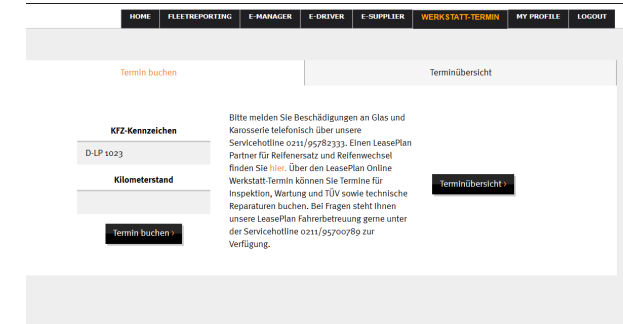 HOME FLEETREPORTING E-MANAGER E-DRIVER E-SUPPLIER WERKSTATT-TERMIN MY PROFILE LOGOUT
Termin buchen
Terminübersicht
KFZ-Kennzeichen
D-LP 1023
Kilometerstand
Termin buchen ›
Bitte melden Sie Beschädigungen an Glas und
Karosserie telefonisch über unsere
Servicehotline 0211/95782333. Einen LeasePlan
Partner für Reifenersatz und Reifenwechsel
finden Sie hier. Über den LeasePlan Online
Werkstatt-Termin können Sie Termine für
Inspektion, Wartung und TÜV sowie technische
Reparaturen buchen. Bei Fragen steht Ihnen
unsere LeasePlan Fahrerbetreuung gerne unter
der Servicehotline 0211/95700789 zur
Verfügung.
Terminübersicht ›